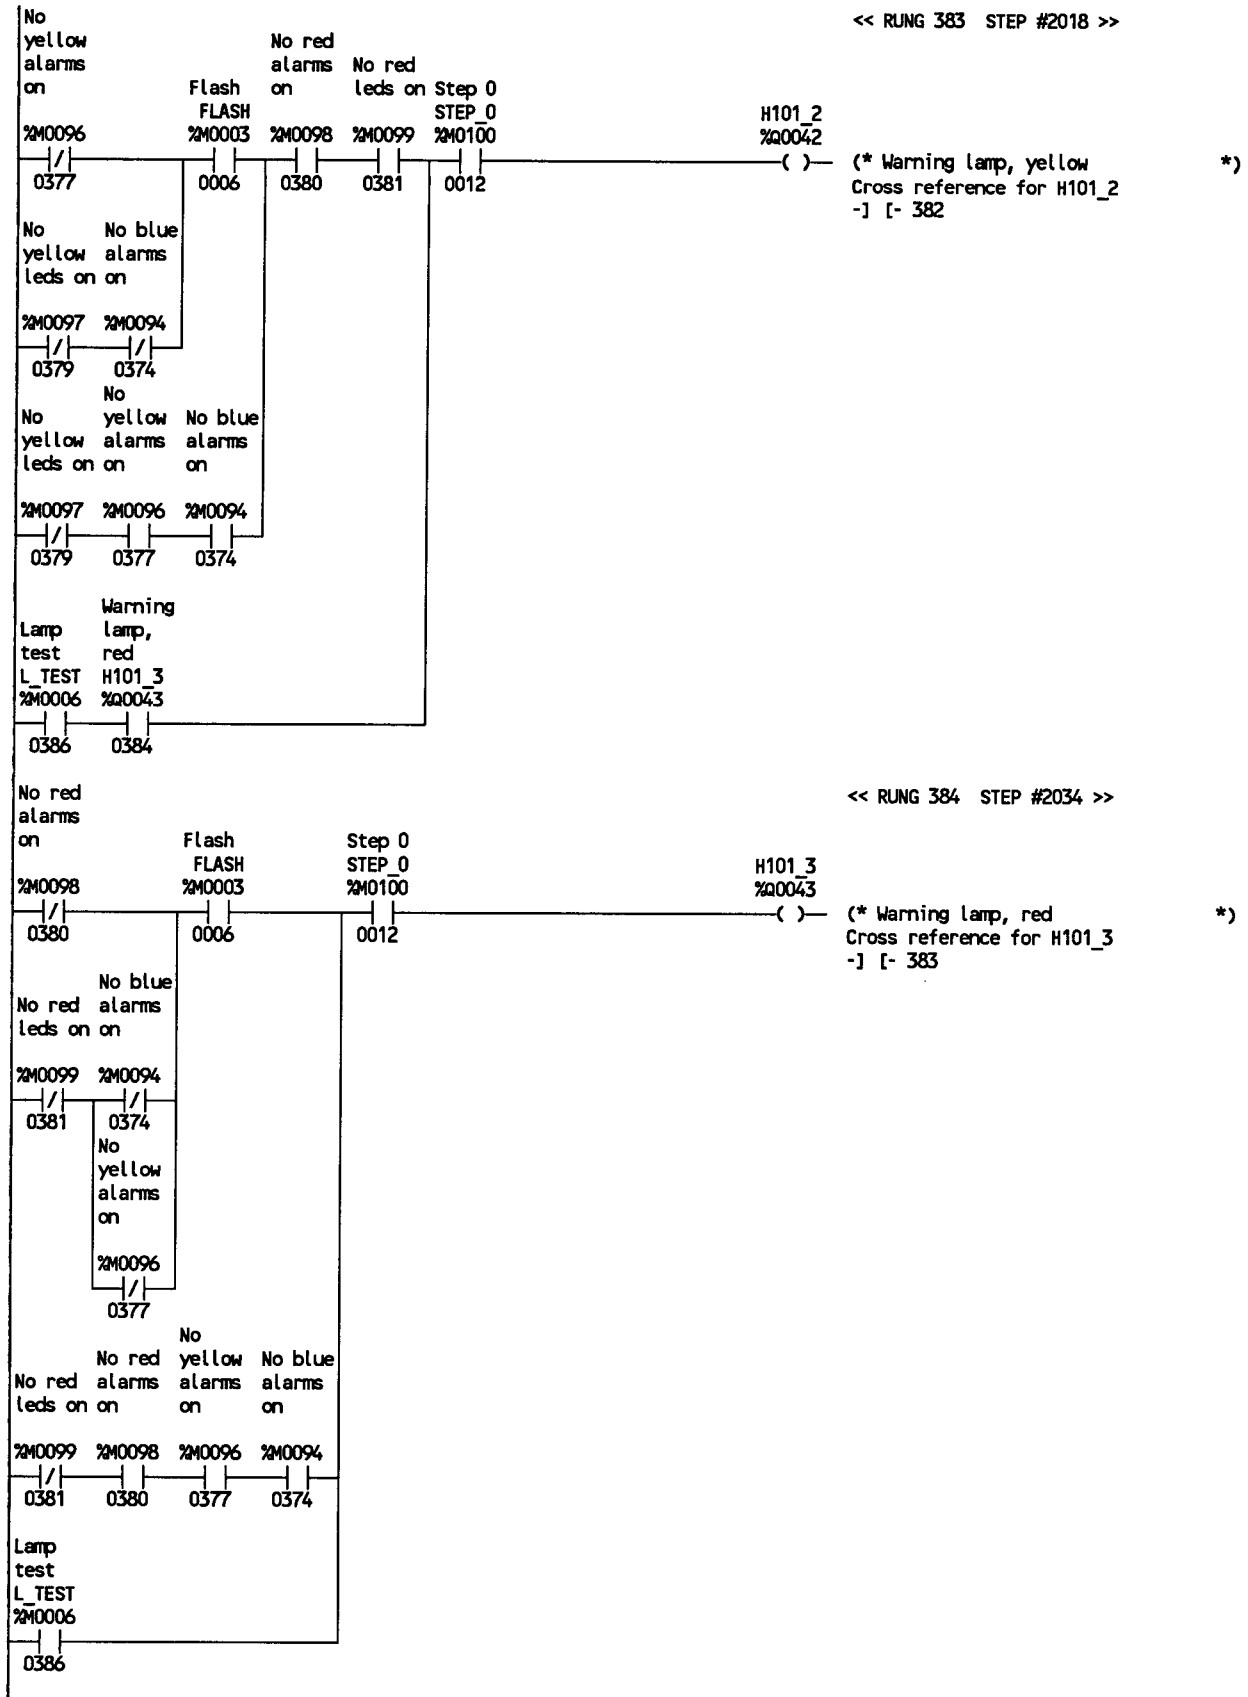 No
<< RUNG 383 STEP #2018 >>
yellow No red
alarms alarms No red
on Flash on leds on Step 0
FLASH STEP_0 H101_2
%M0096 %M0003 %M0098 %M0099 %M0100 %Q0042
(* Warning lamp, yellow *)
0377 0006 0380 0381 0012 Cross reference for H101_2
-] [- 382
No No blue
yellow alarms
leds on on
%M0097 %M0094
0379 0374
No
No yellow No blue
yellow alarms alarms
leds on on on
%M0097 %M0096 %M0094
0379 0377 0374
Warning
Lamp lamp,
test red
L_TEST H101_3
%M0006 %Q0043
0386 0384
No red << RUNG 384 STEP #2034 >>
alarms
on Flash Step 0
FLASH STEP_0 H101_3
%M0098 %M0003 %M0100 %Q0043
(* Warning lamp, red *)
0380 0006 0012 Cross reference for H101_3
-] [- 383
No blue
No red alarms
leds on on
%M0099 %M0094
0381 0374
No
yellow
alarms
on
%M0096
0377
No
No red yellow No blue
No red alarms alarms alarms
leds on on on on
%M0099 %M0098 %M0096 %M0094
0381 0380 0377 0374
Lamp
test
L_TEST
%M0006
0386